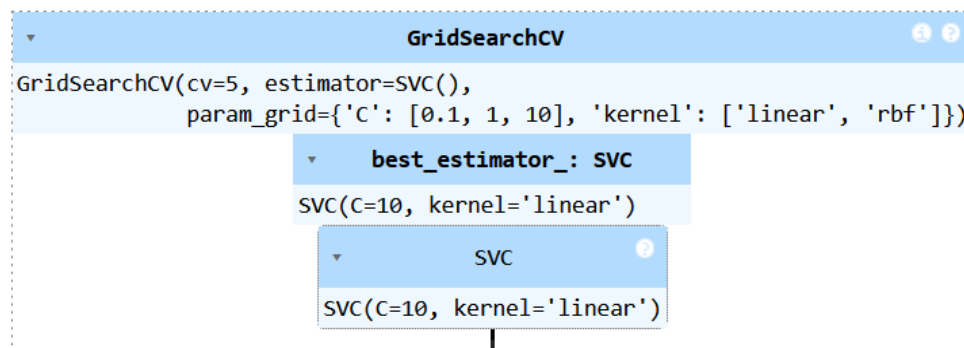 GridSearchCV
GridSearchCV(cv=5, estimator=SVC(),
param_grid={'C': [0.1, 1, 10], 'kernel': ['linear', 'rbf']})
best_estimator_: SVC
SVC(C=10, kernel='linear')
SVC
SVC(C=10, kernel='linear')